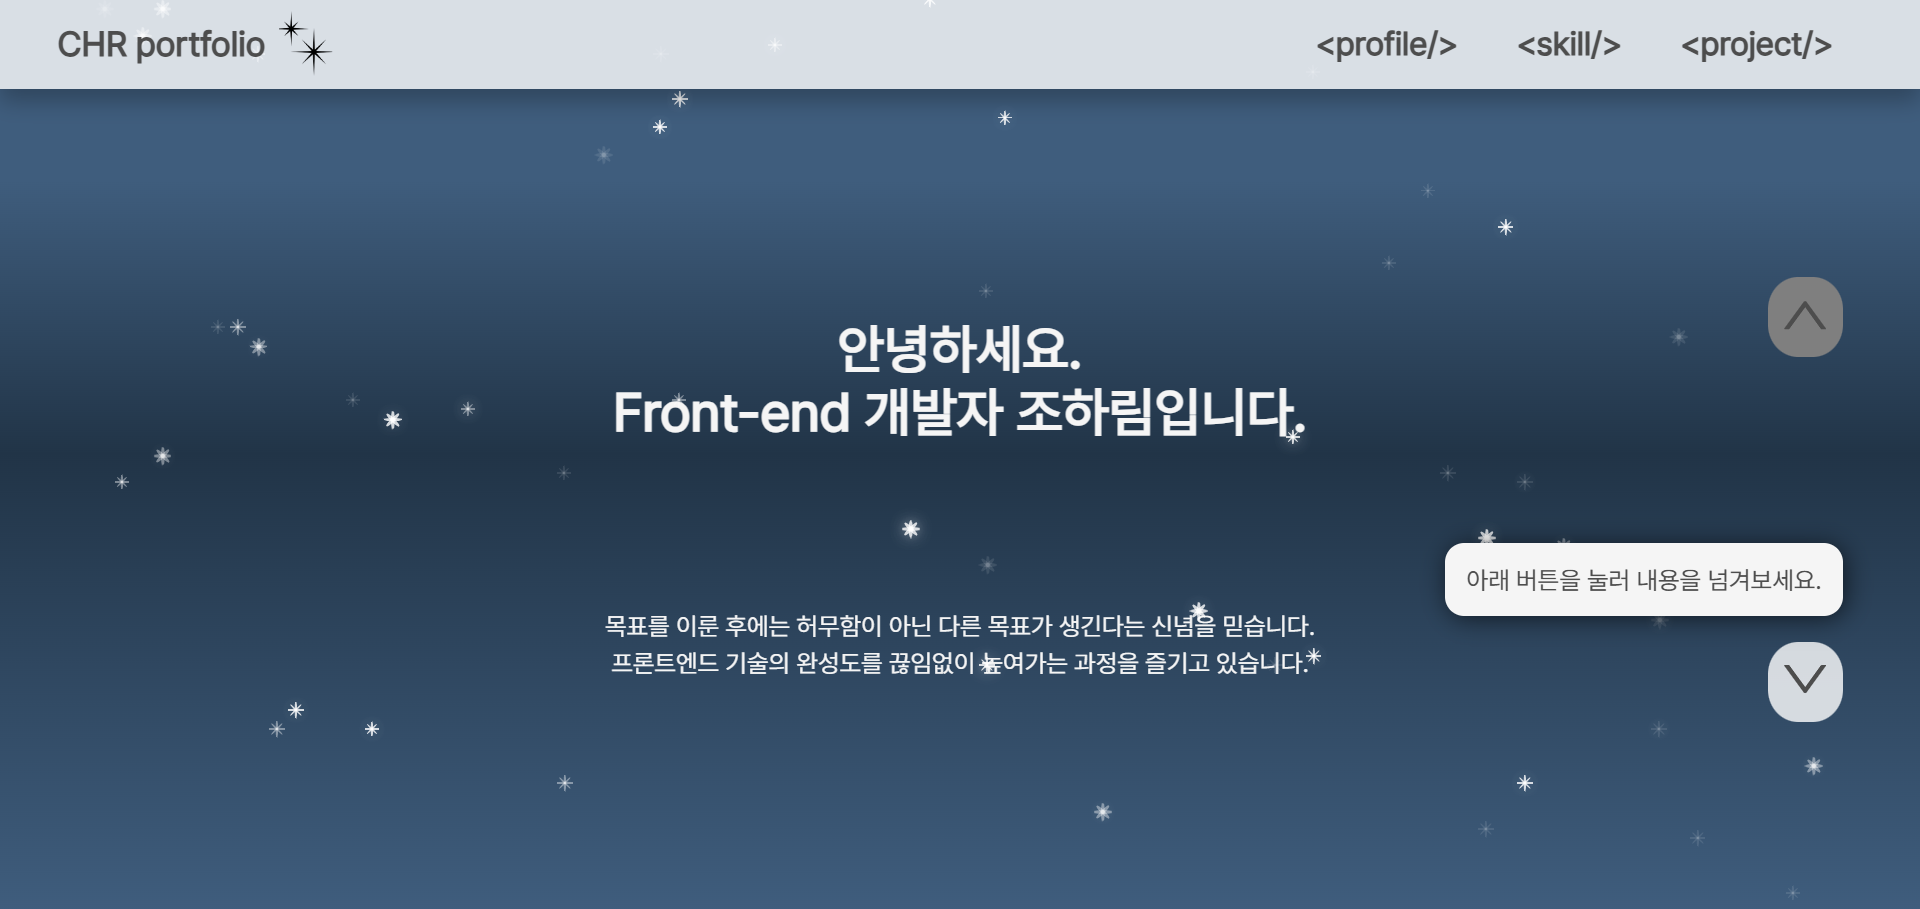 CHR portfolio
<profile/>
<skill/>
<project/>
안녕하세요.
Front-end 개발자 조하림입니다.
아래 버튼을 눌러 내용을 넘겨보세요.
목표를 이룬 후에는 허무함이 아닌 다른 목표가 생긴다는 신념을 믿습니다.
프론트엔드 기술의 완성도를 끊임없이 높여가는 과정을 즐기고 있습니다.